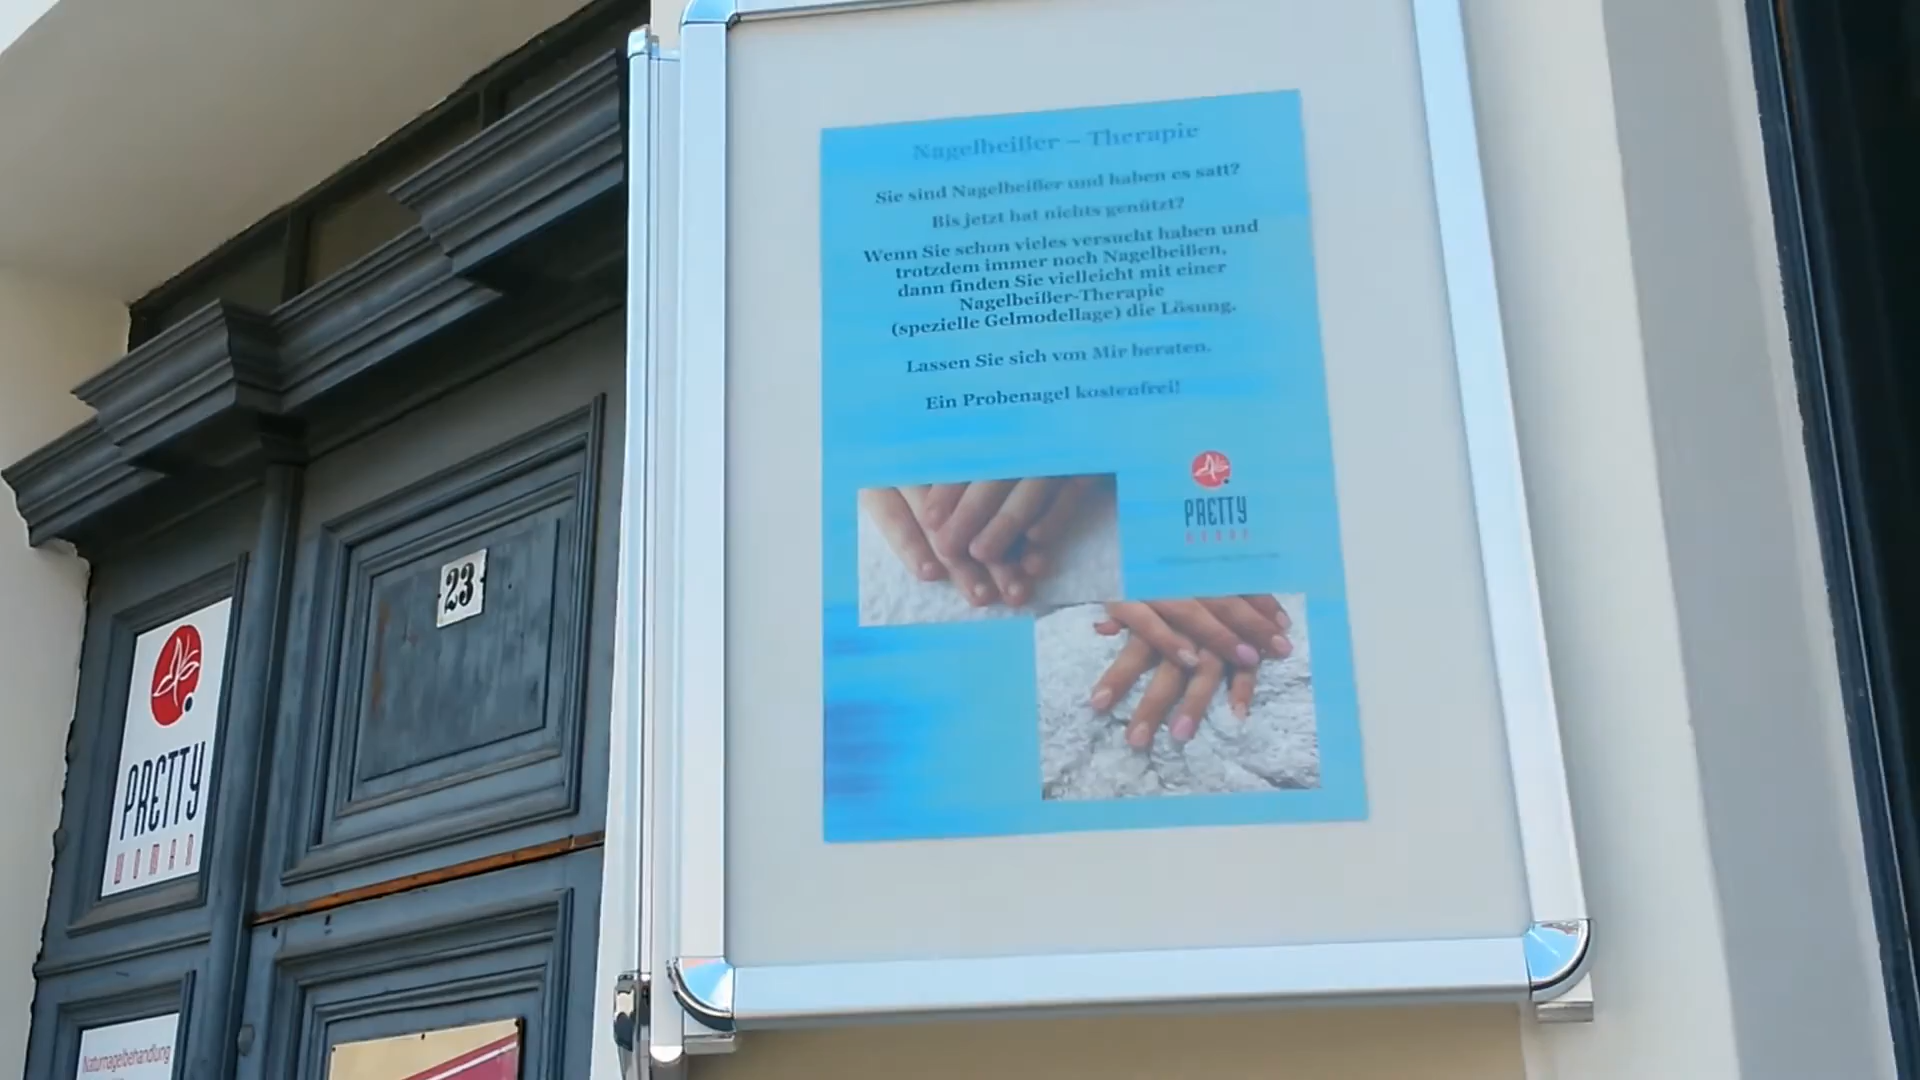 Nagelbeißer – Therapie
Sie sind Nagelbeißer und haben es satt?
Bis jetzt hat nichts genützt?
Wenn Sie schon vieles versucht haben und
trotzdem immer noch Nagelbeißen,
dann finden Sie vielleicht mit einer
Nagelbeißer-Therapie
(spezielle Gelmodellage) die Lösung.
Lassen Sie sich von Mir beraten.
Ein Probenagel kostenfrei!
PRETTY
WOMAN
23
PRETTY
WOMAN
Naturnagelbehandlung